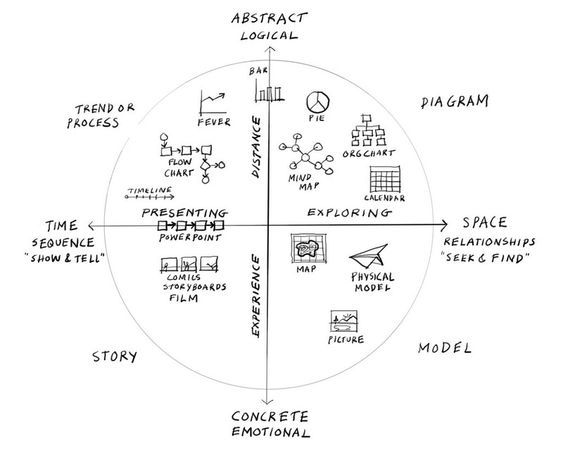 ABSTRACT
LOGICAL
BAR
TREND OR
PROCESS
FEVER
PIE
DIAGRAM
DISTANCE
FLOW
CHART
MIND
MAP
ORG CHART
TIMELINE
CALENDAR
PRESENTING
EXPLORING
TIME
SEQUENCE
"SHOW & TELL"
POWERPOINT
SPACE
RELATIONSHIPS
"SEEK & FIND"
COMICS
STORYBOARDS
FILM
EXPERIENCE
MAP
PHYSICAL
MODEL
PICTURE
STORY
MODEL
CONCRETE
EMOTIONAL